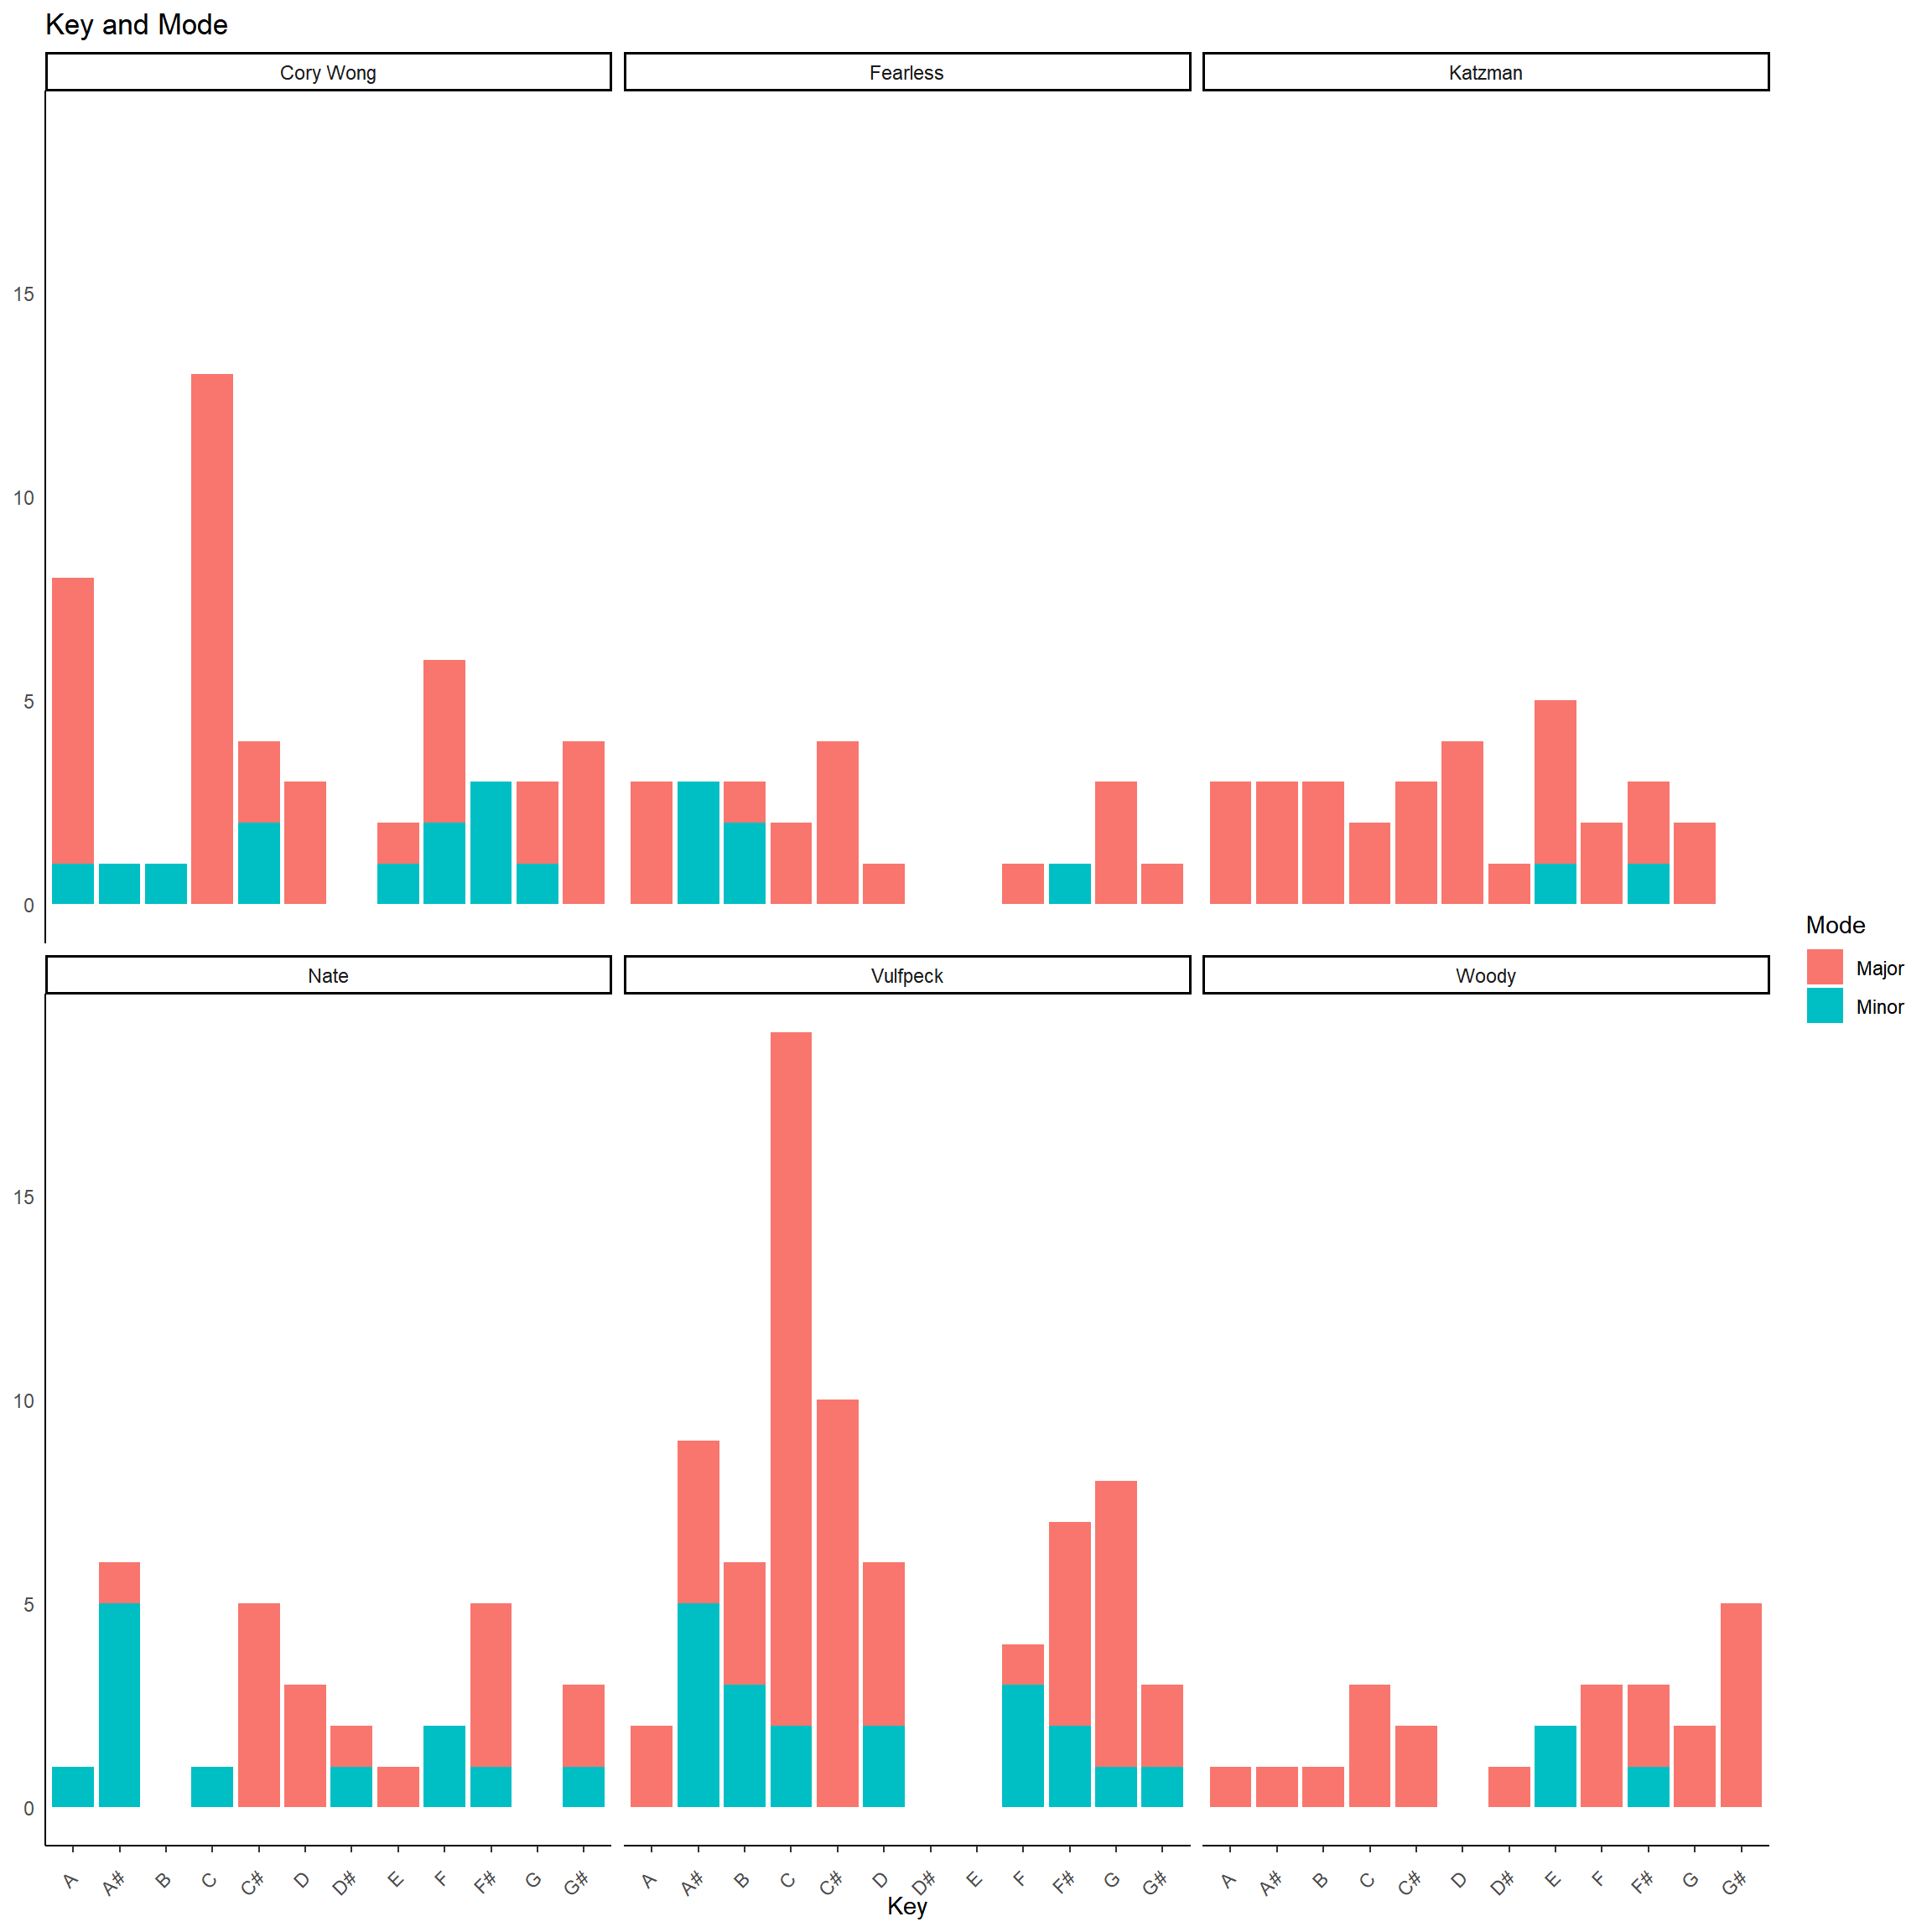 Key and Mode
Cory Wong Fearless Katzman
15
10
5
0
Mode
Major
Minor
Nate Vulfpeck Woody
15
10
5
0
A A# B C C# D D# E F F# G G# A A# B C C# D D# E F F# G G# A A# B C C# D D# E F F# G G#
Key